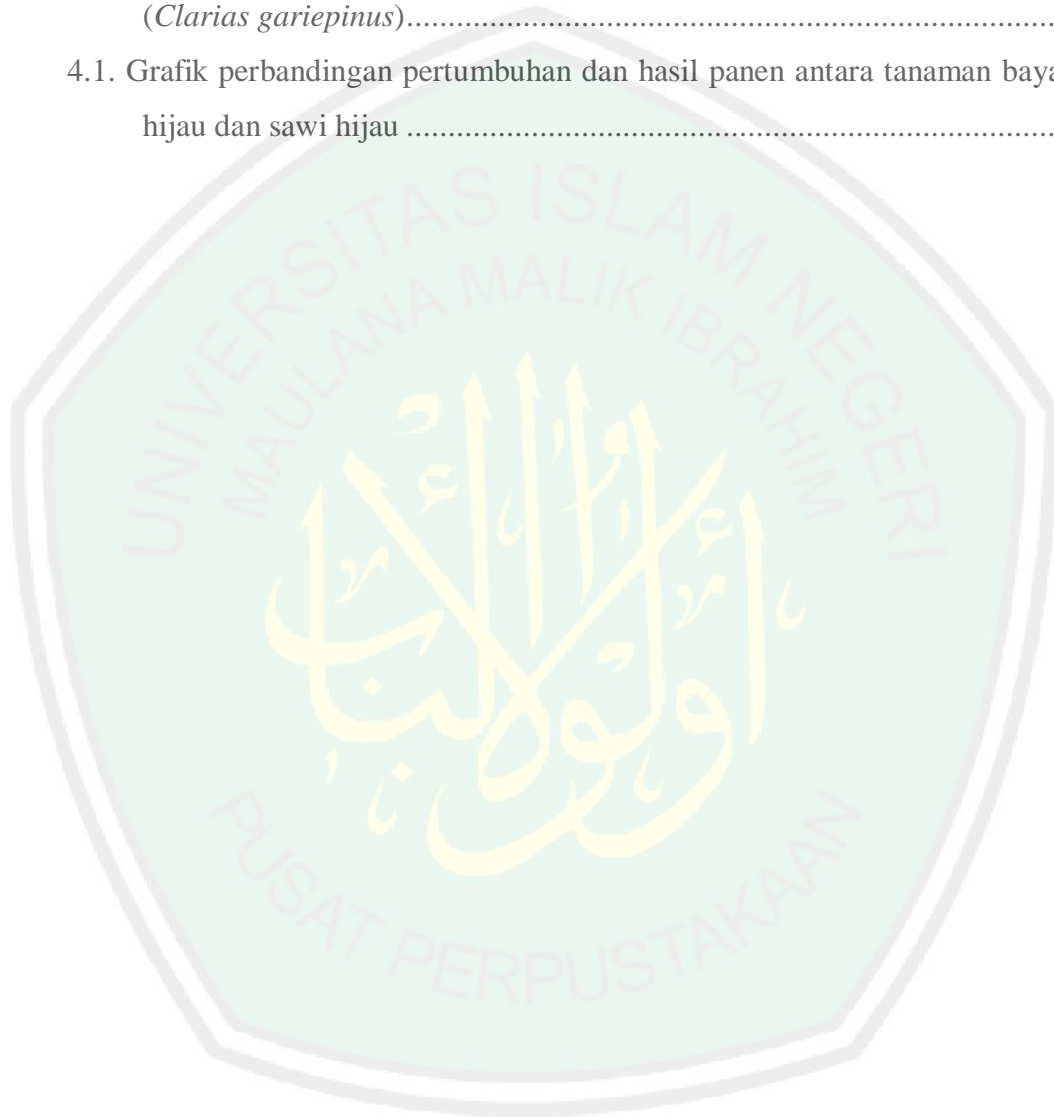 (Clarias gariepinus)..........................................................................
4.1. Grafik perbandingan pertumbuhan dan hasil panen antara tanaman baya
hijau dan sawi hijau ..........................................................................
UNIVERSITAS ISLAM NEGERI
MAULANA MALIK IBRAHIM
أولوا الألباب
PUSAT PERPUSTAKAAN